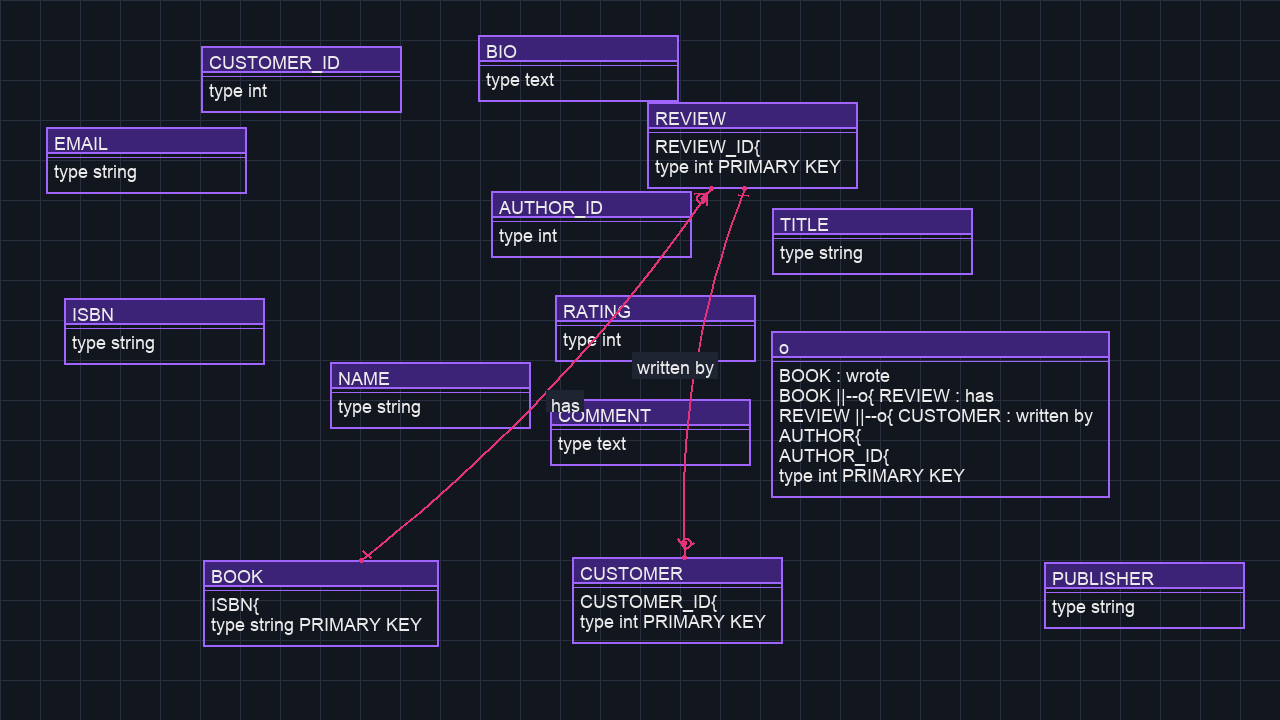 CUSTOMER_ID
type int
BIO
type text
REVIEW
REVIEW_ID{
type int PRIMARY KEY
EMAIL
type string
AUTHOR_ID
type int
TITLE
type string
ISBN
type string
RATING
type int
written by
NAME
type string
has
COMMENT
type text
o
BOOK : wrote
BOOK ||--o{ REVIEW : has
REVIEW ||--o{ CUSTOMER : written by
AUTHOR{
AUTHOR_ID{
type int PRIMARY KEY
BOOK
ISBN{
type string PRIMARY KEY
CUSTOMER
CUSTOMER_ID{
type int PRIMARY KEY
PUBLISHER
type string